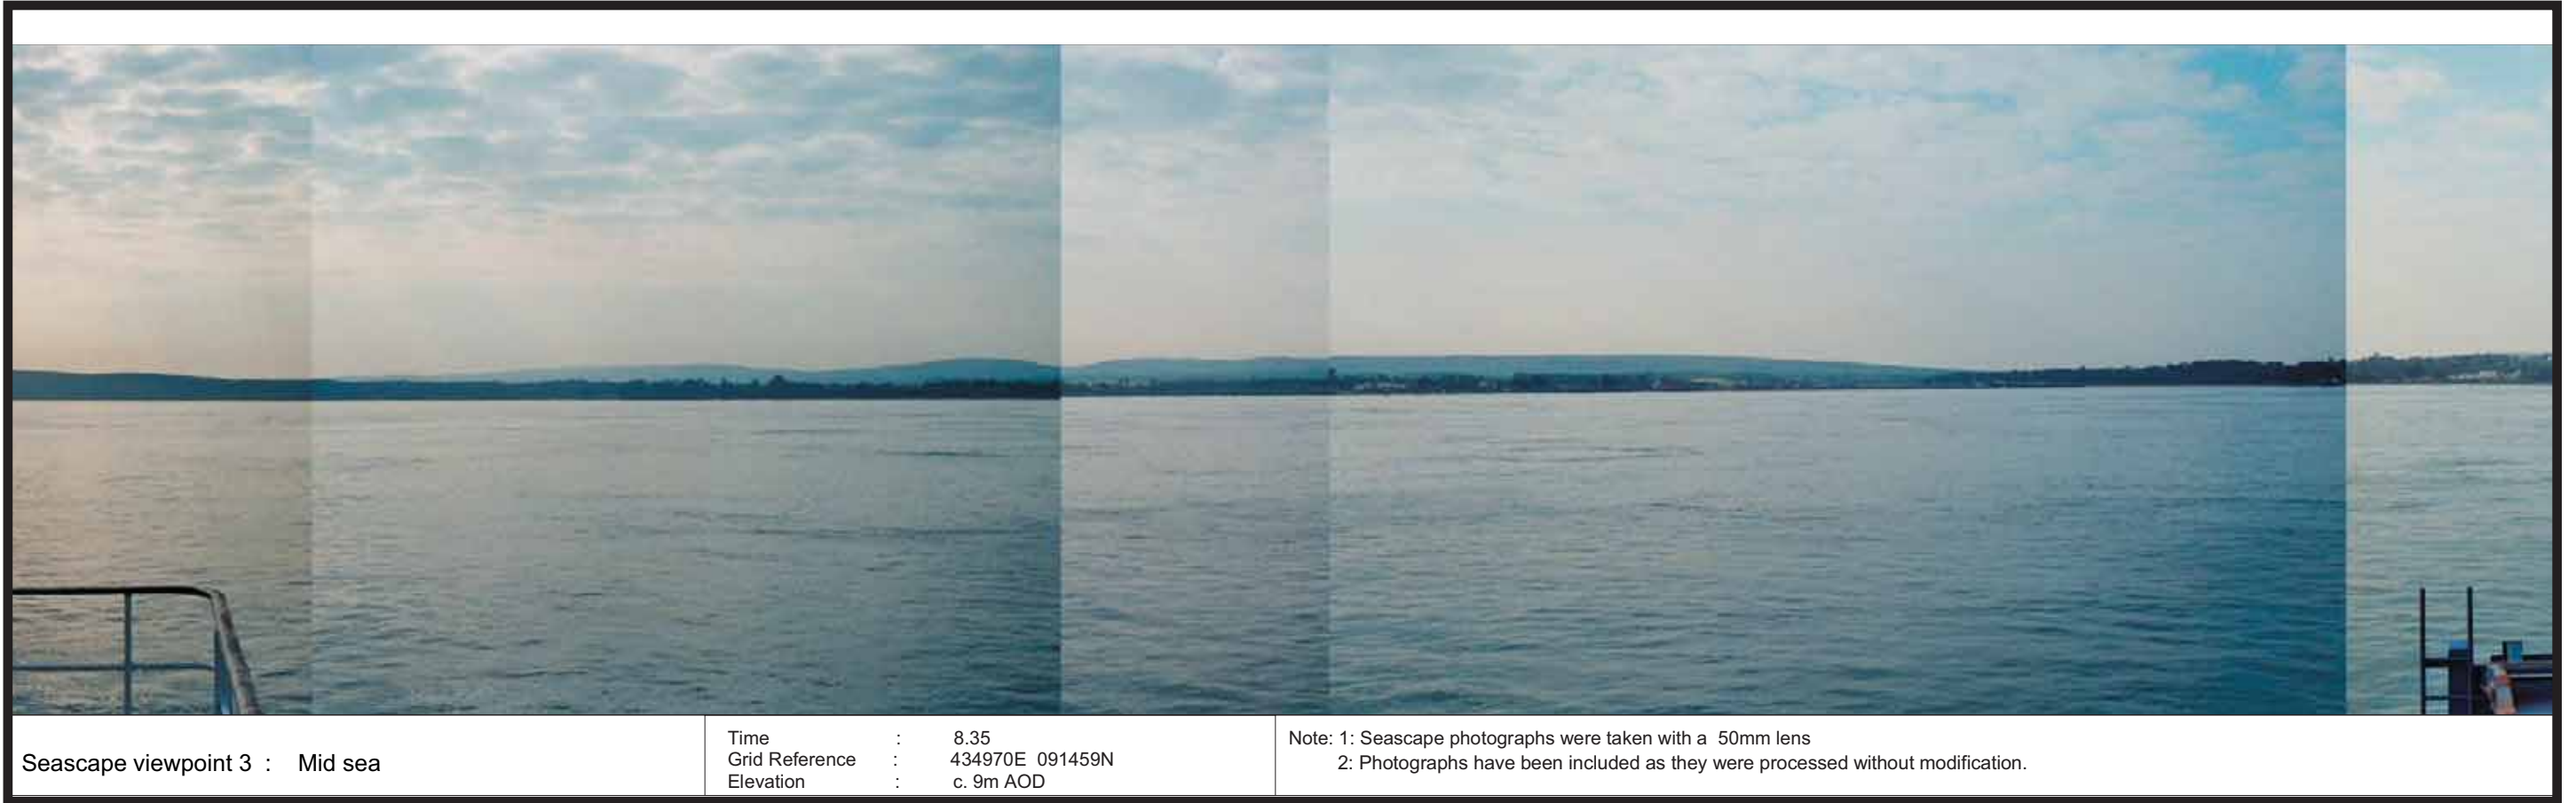 Seascape viewpoint 3 : Mid sea
Time : 8.35
Grid Reference : 434970E 091459N
Elevation : c. 9m AOD
Note: 1: Seascape photographs were taken with a 50mm lens
2: Photographs have been included as they were processed without modification.